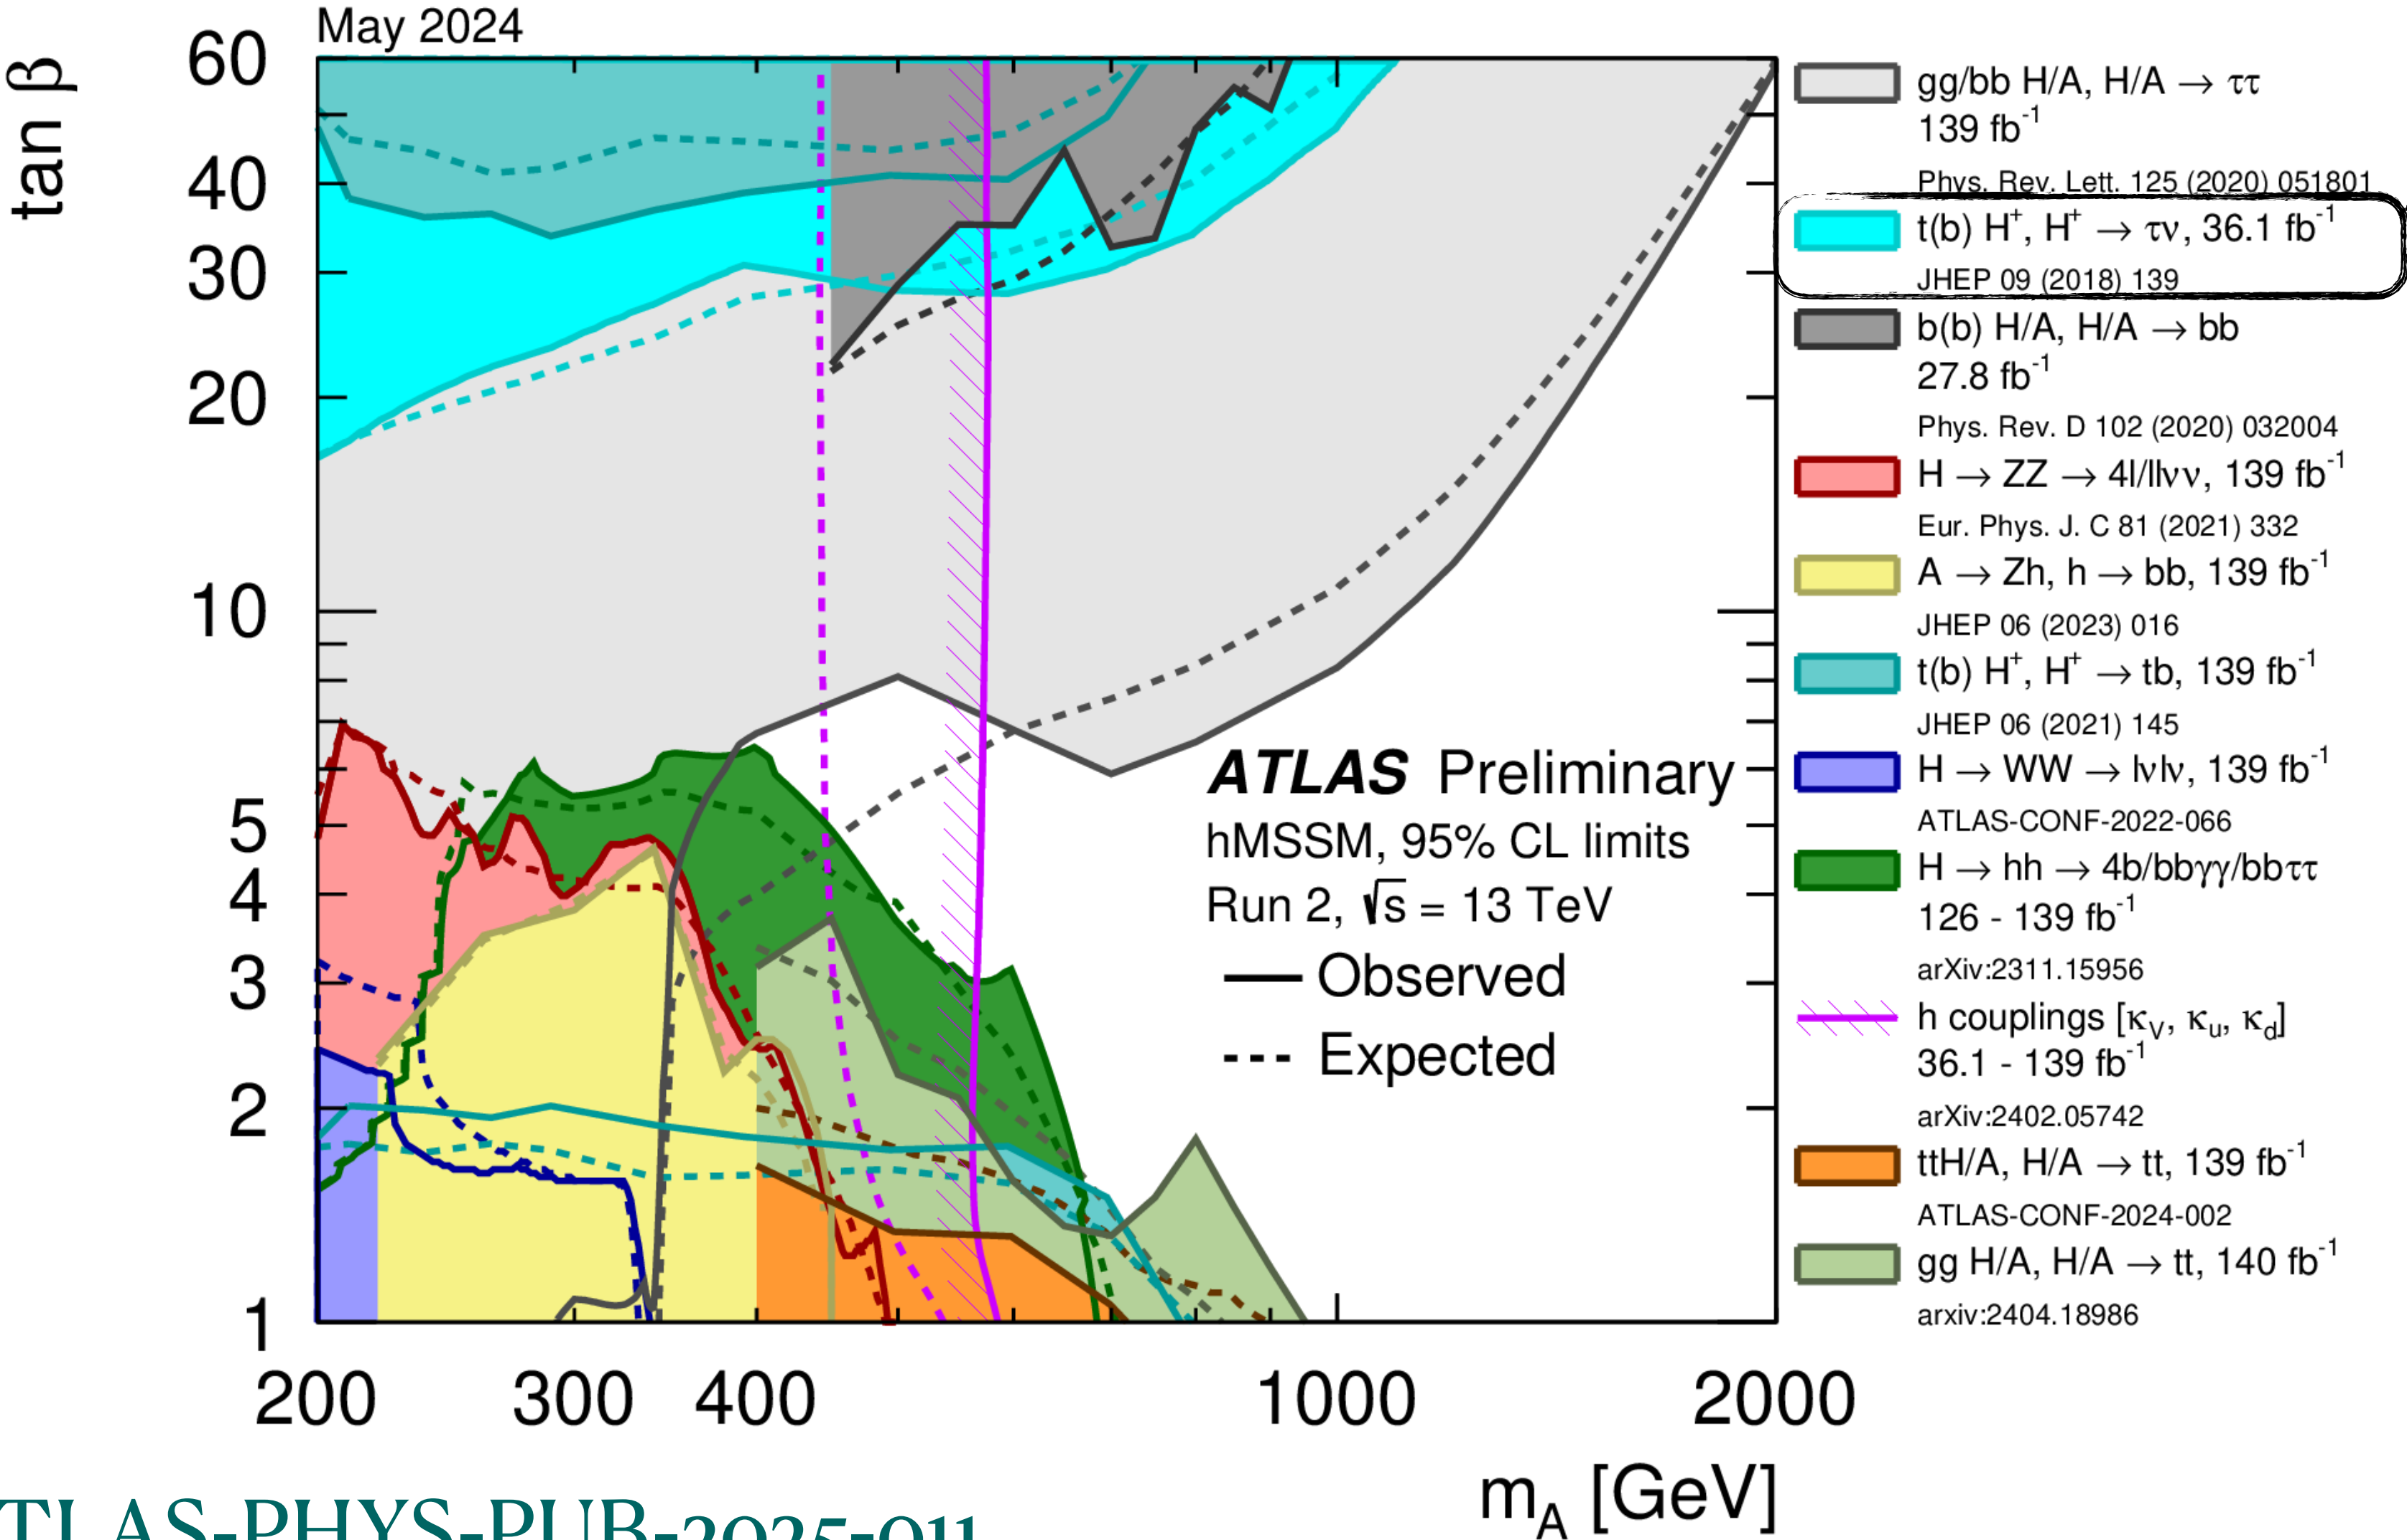 May 2024
tan β
60
40
30
20
10
5
4
3
2
1
200
300
400
1000
2000
m_A [GeV]
ATLAS Preliminary
hMSSM, 95% CL limits
Run 2, √s = 13 TeV
Observed
Expected
gg/bb H/A, H/A → ττ
139 fb⁻¹
Phys. Rev. Lett. 125 (2020) 051801
t(b) H⁺, H⁺ → τν, 36.1 fb⁻¹
JHEP 09 (2018) 139
b(b) H/A, H/A → bb
27.8 fb⁻¹
Phys. Rev. D 102 (2020) 032004
H → ZZ → 4l/llνν, 139 fb⁻¹
Eur. Phys. J. C 81 (2021) 332
A → Zh, h → bb, 139 fb⁻¹
JHEP 06 (2023) 016
t(b) H⁺, H⁺ → tb, 139 fb⁻¹
JHEP 06 (2021) 145
H → WW → lνlν, 139 fb⁻¹
ATLAS-CONF-2022-066
H → hh → 4b/bbγγ/bbττ
126 - 139 fb⁻¹
arXiv:2311.15956
h couplings [κ_V, κ_u, κ_d]
36.1 - 139 fb⁻¹
arXiv:2402.05742
ttH/A, H/A → tt, 139 fb⁻¹
ATLAS-CONF-2024-002
gg H/A, H/A → tt, 140 fb⁻¹
arxiv:2404.18986
TLAS-PHYS-PUB-2025-011